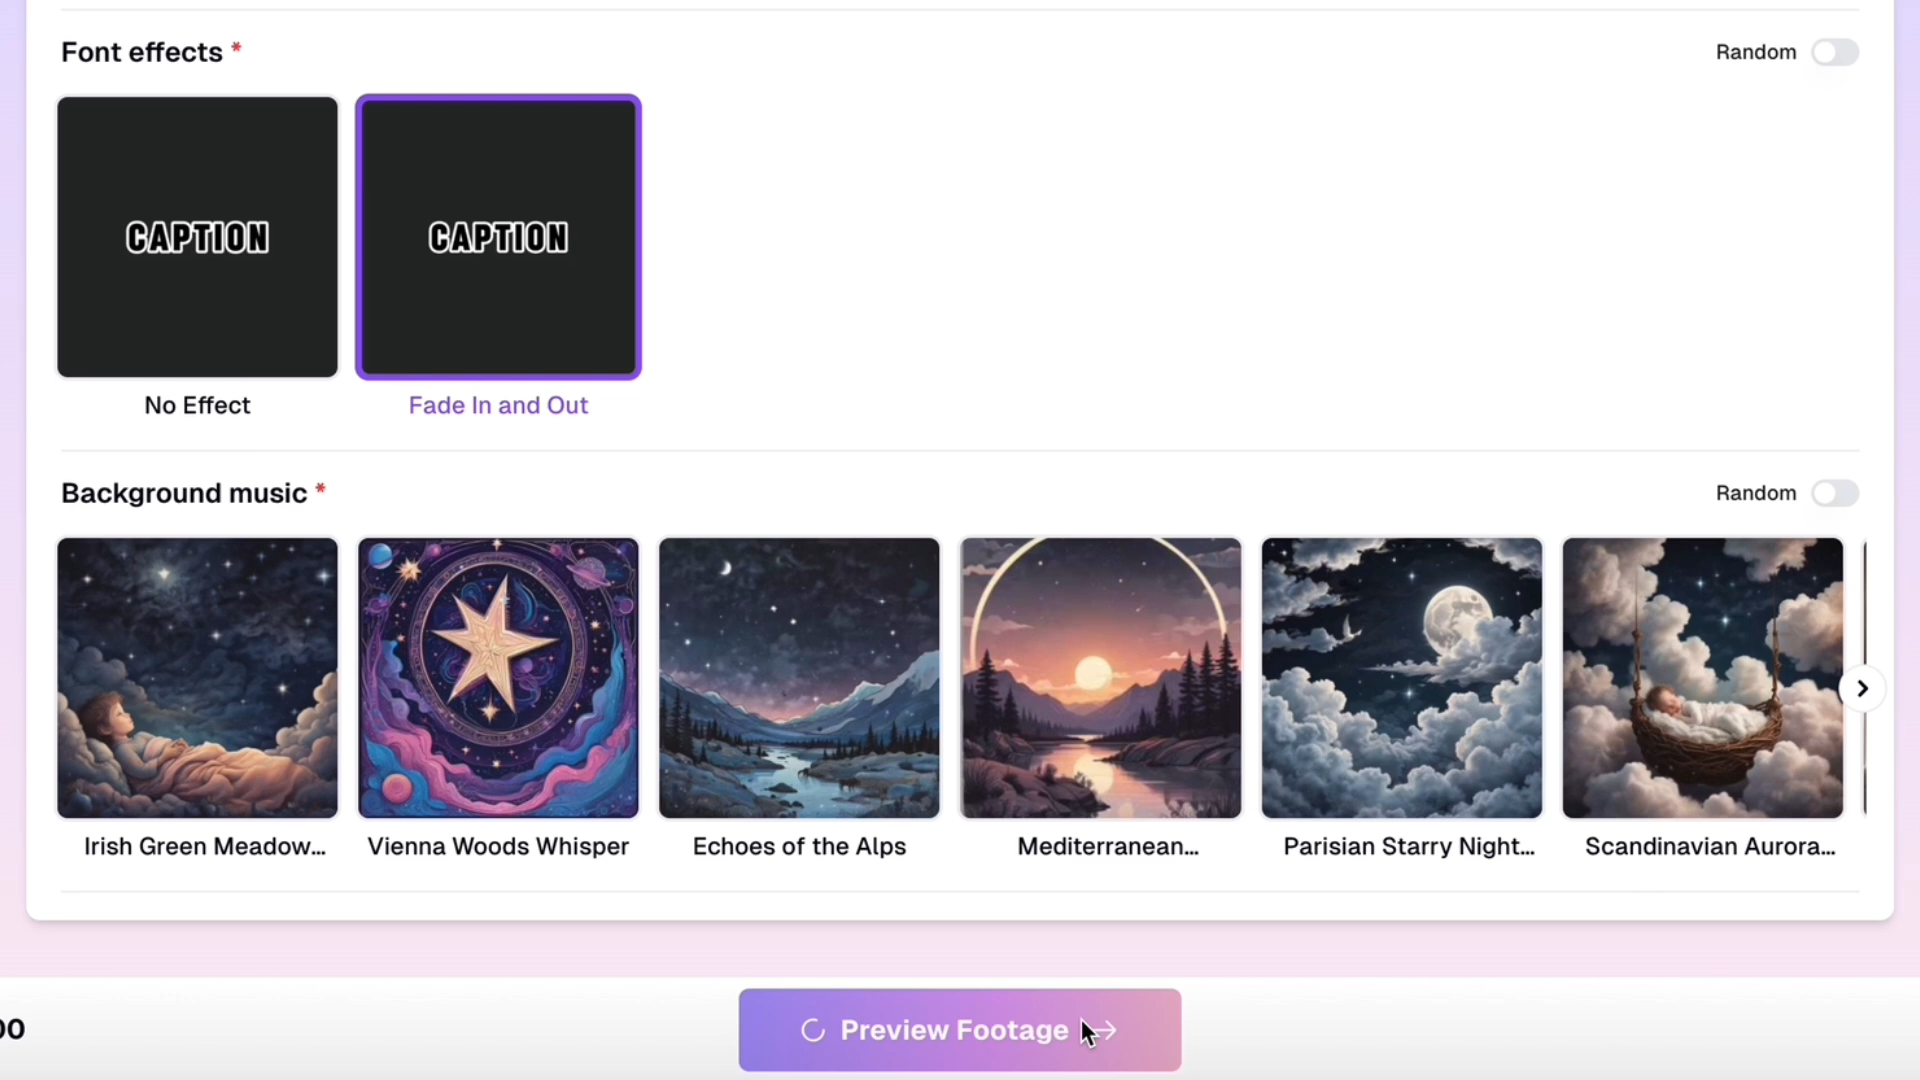 Font effects *
Random
CAPTION
CAPTION
No Effect
Fade In and Out
Background music *
Random
Irish Green Meadow...
Vienna Woods Whisper
Echoes of the Alps
Mediterranean...
Parisian Starry Night...
Scandinavian Aurora...
00
Preview Footage →